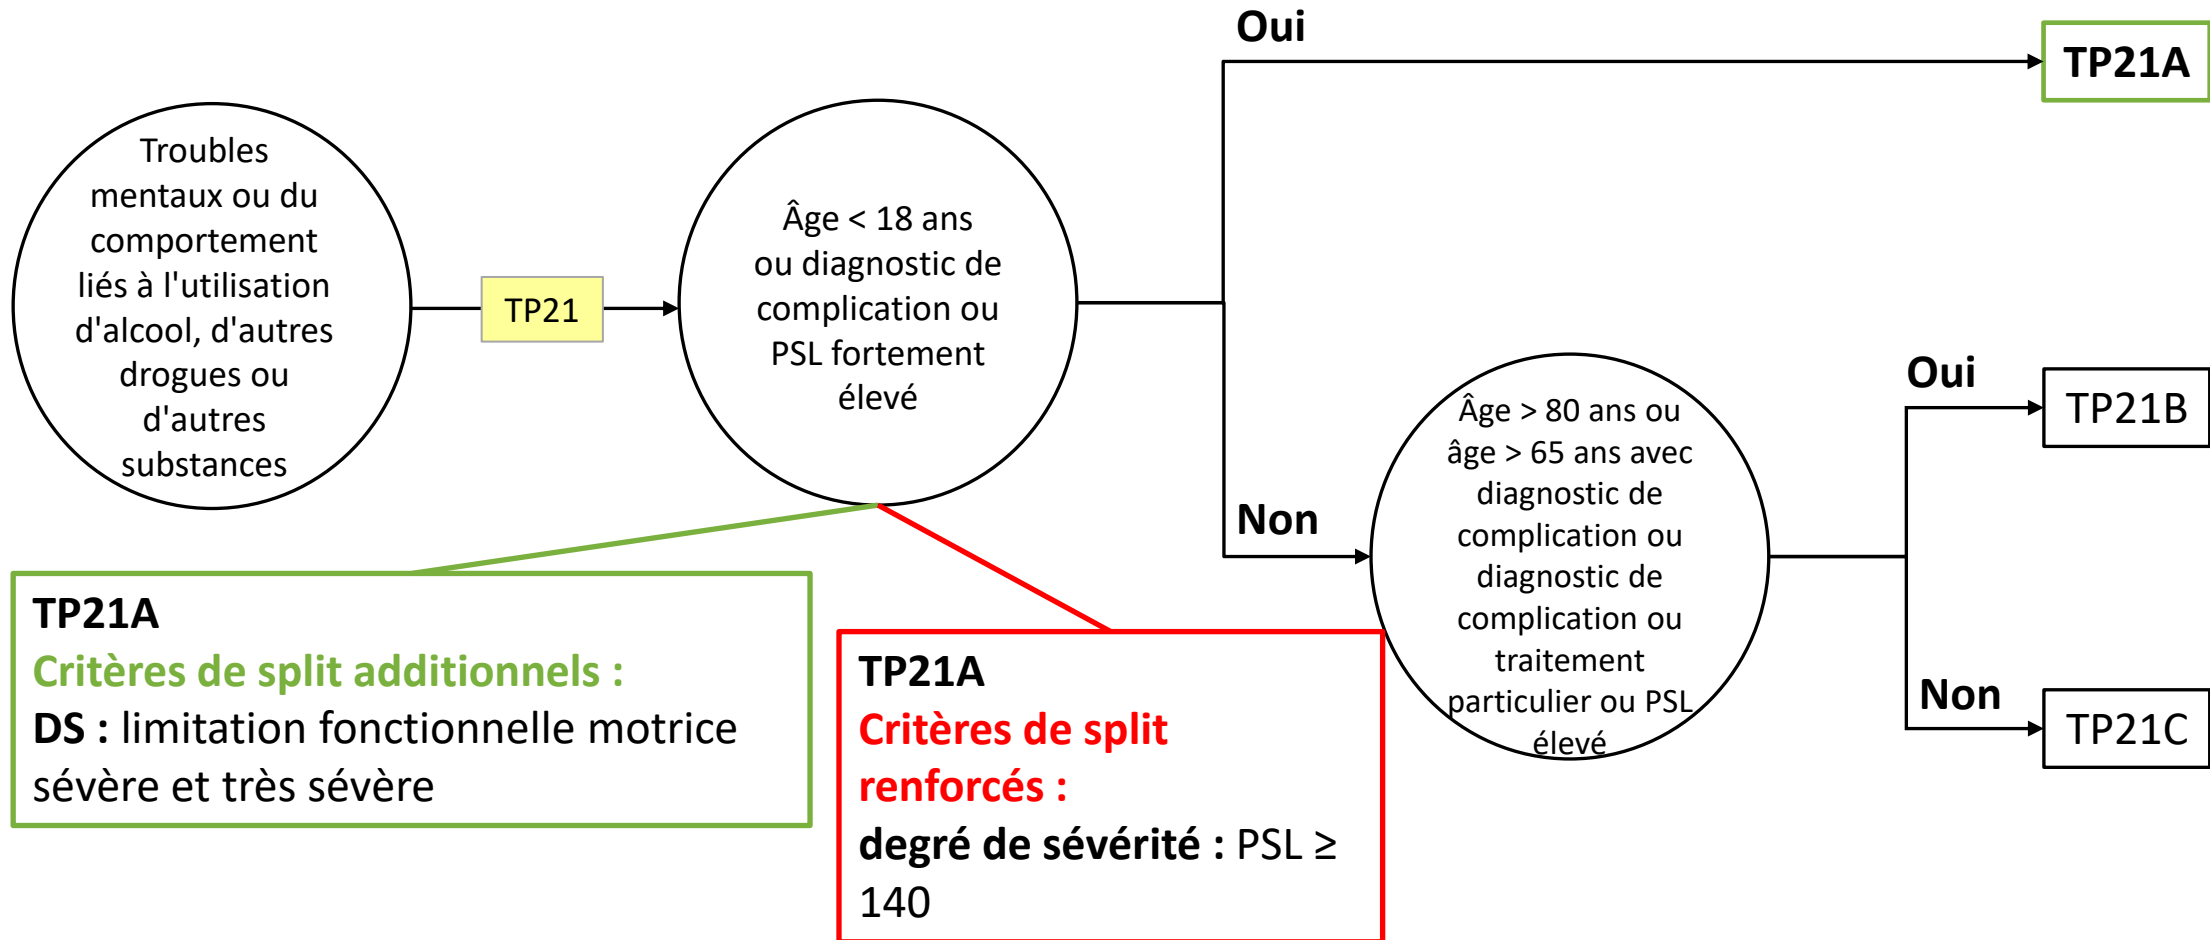 Troubles
mentaux ou du
comportement
liés à l'utilisation
d'alcool, d'autres
drogues ou
d'autres
substances
TP21
Âge < 18 ans
ou diagnostic de
complication ou
PSL fortement
élevé
Oui
TP21A
Non
Âge > 80 ans ou
âge > 65 ans avec
diagnostic de
complication ou
diagnostic de
complication ou
traitement
particulier ou PSL
élevé
Oui
TP21B
Non
TP21C
TP21A
Critères de split additionnels :
DS : limitation fonctionnelle motrice
sévère et très sévère
TP21A
Critères de split
renforcés :
degré de sévérité : PSL ≥
140